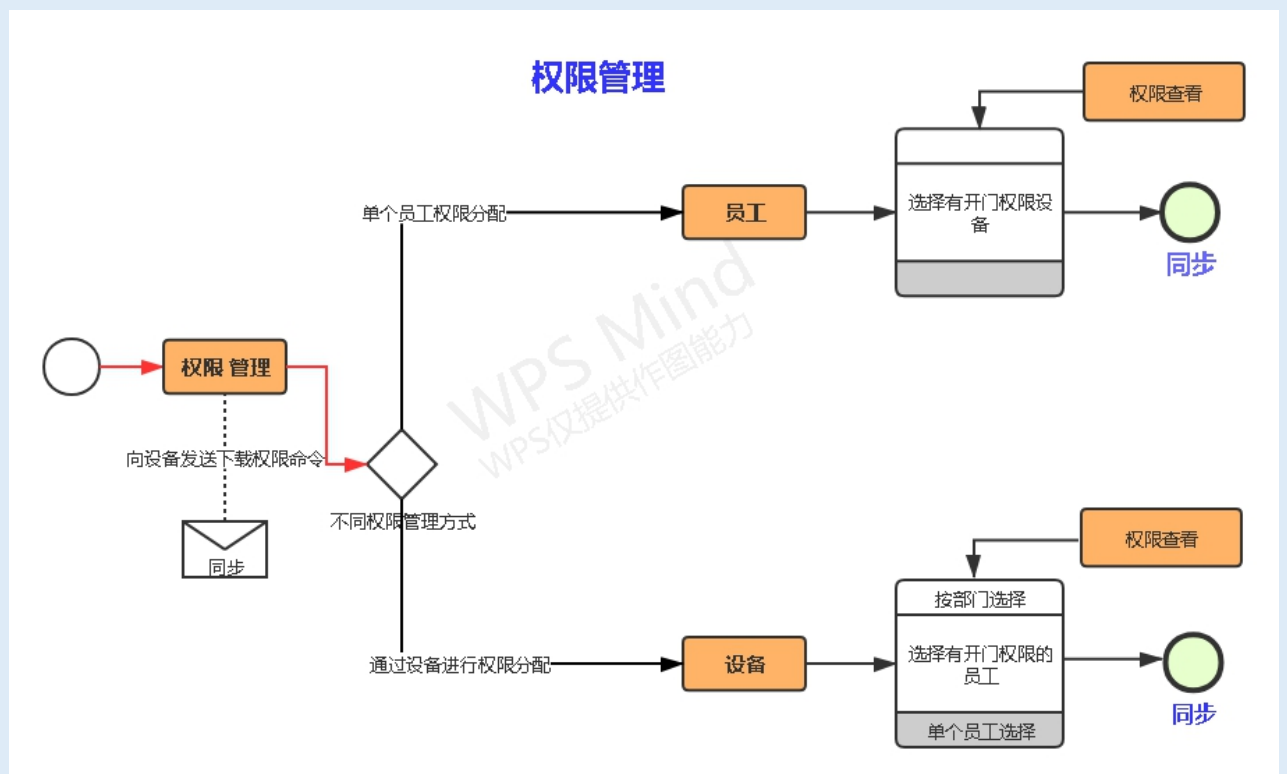 权限管理
权限查看
单个员工权限分配
员工
选择有开门权限设
备
同步
WPS Mind
WPS仅提供作图能力
权限 管理
向设备发送下载权限命令
不同权限管理方式
同步
权限查看
按部门选择
通过设备进行权限分配
设备
选择有开门权限的
员工
单个员工选择
同步